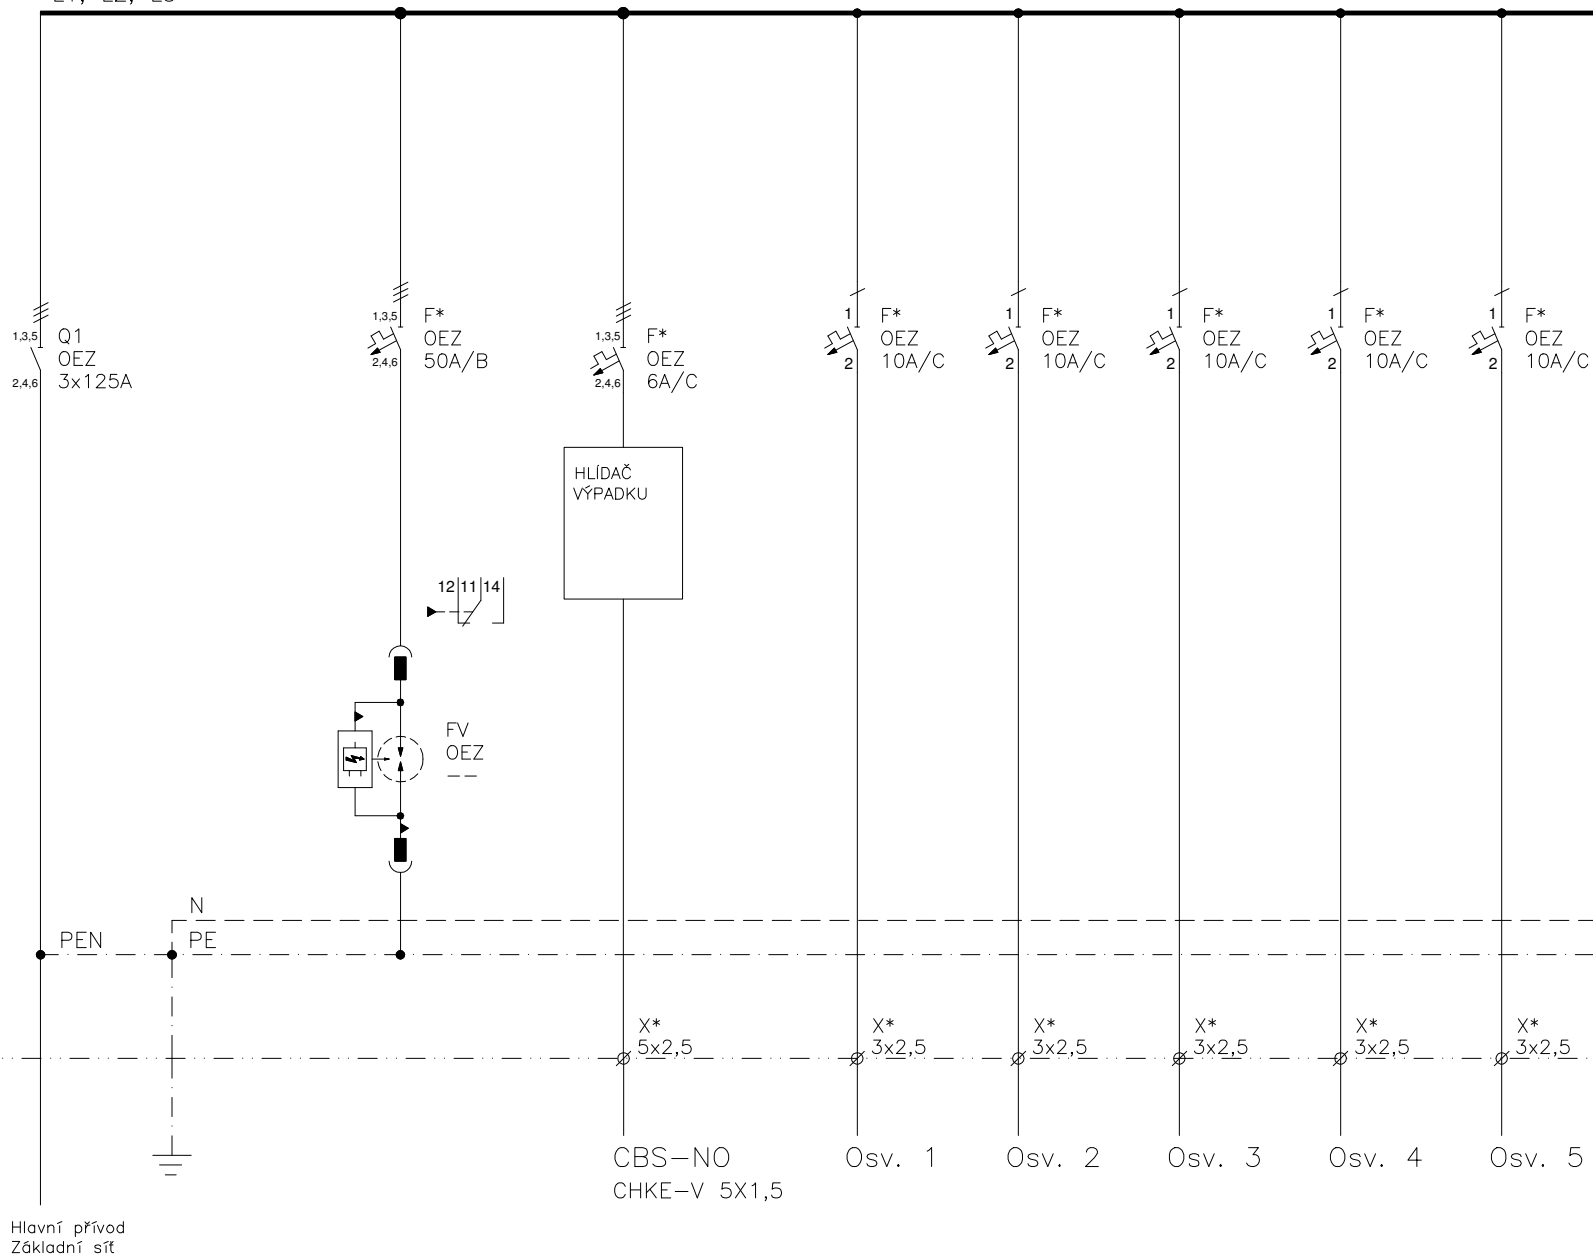 L1, L2, L3
1,3,5
Q1
OEZ
2,4,6
3x125A
1,3,5
F*
OEZ
2,4,6
50A/B
1,3,5
F*
OEZ
2,4,6
6A/C
1
F*
OEZ
2
10A/C
1
F*
OEZ
2
10A/C
1
F*
OEZ
2
10A/C
1
F*
OEZ
2
10A/C
1
F*
OEZ
2
10A/C
HLÍDAČ
VÝPADKU
12 11 14
FV
OEZ
--
N
PEN
PE
X*
5x2,5
X*
3x2,5
X*
3x2,5
X*
3x2,5
X*
3x2,5
X*
3x2,5
CBS-NO
CHKE-V 5X1,5
Osv. 1
Osv. 2
Osv. 3
Osv. 4
Osv. 5
Hlavní přívod
Základní síť